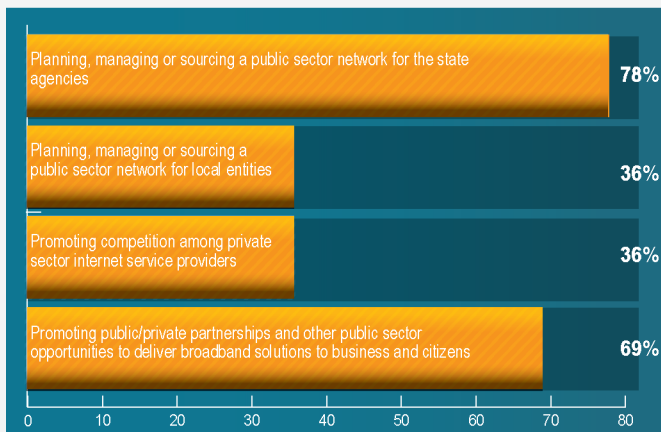 Planning, managing or sourcing a public sector network for the state
agencies
78%
Planning, managing or sourcing a
public sector network for local entities
36%
Promoting competition among private
sector internet service providers
36%
Promoting public/private partnerships and other public sector
opportunities to deliver broadband solutions to business and citizens
69%
0 10 20 30 40 50 60 70 80